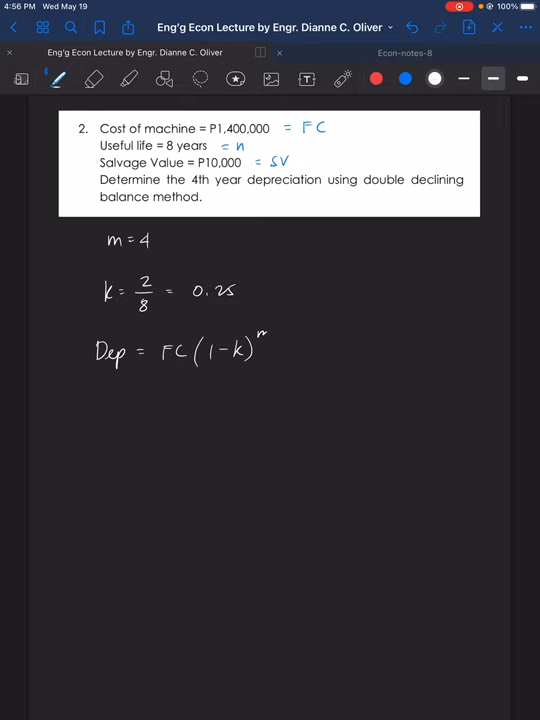 4:56 PM Wed May 19
100%
Eng'g Econ Lecture by Engr. Dianne C. Oliver
Eng'g Econ Lecture by Engr. Dianne C. Oliver
Econ-notes-8
2. Cost of machine = P1,400,000 = FC
Useful life = 8 years = n
Salvage Value = P10,000 = SV
Determine the 4th year depreciation using double declining
balance method.
m = 4
k = 2/8 = 0.25
Dep = FC (1-k)^m